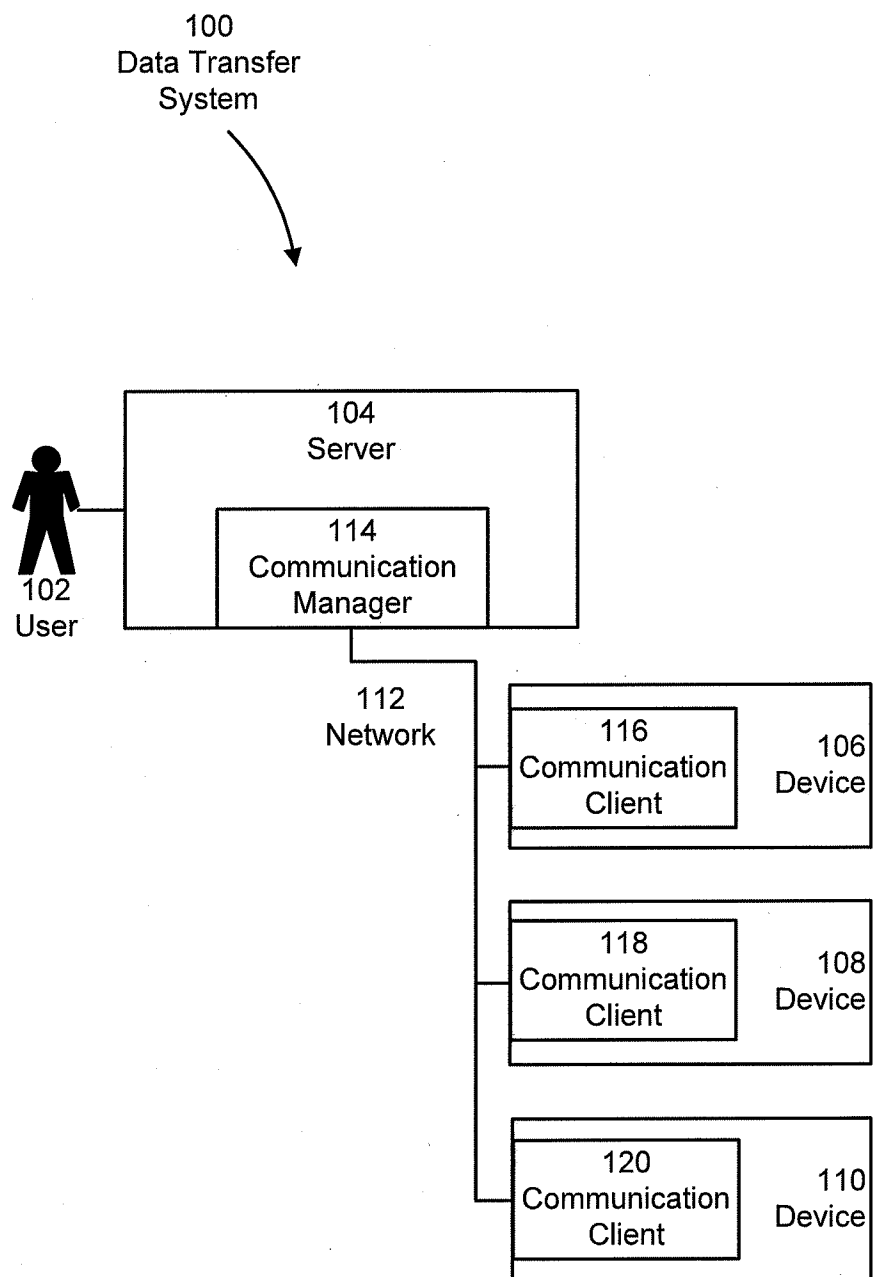 100
Data Transfer
System
104
Server
114
Communication
Manager
102
User
112
Network
116
Communication
Client
106
Device
118
Communication
Client
108
Device
120
Communication
Client
110
Device